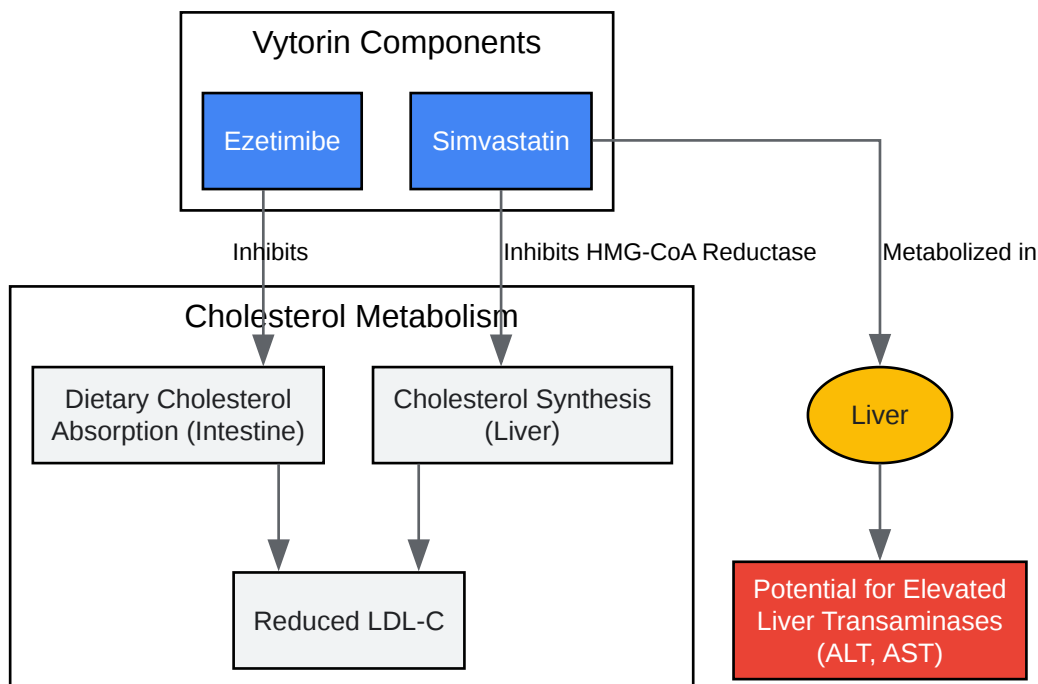 Vytorin Components
Ezetimibe
Simvastatin
Inhibits
Inhibits HMG-CoA Reductase
Metabolized in
Cholesterol Metabolism
Dietary Cholesterol
Absorption (Intestine)
Cholesterol Synthesis
(Liver)
Liver
Reduced LDL-C
Potential for Elevated
Liver Transaminases
(ALT, AST)